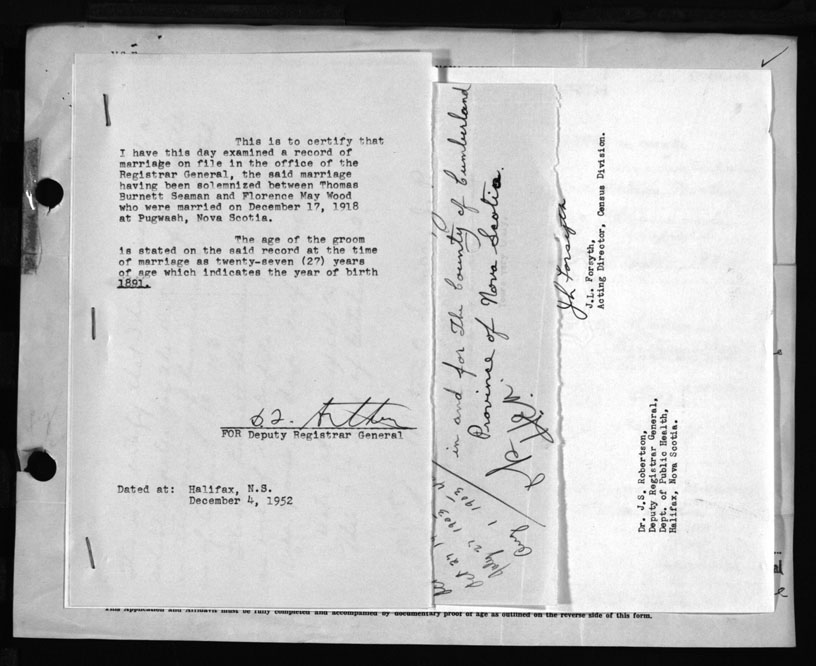 This is to certify that
I have this day examined a record of
marriage on file in the office of the
Registrar General, the said marriage
having been solemnized between Thomas
Burnett Seaman and Florence May Wood
who were married on December 17, 1918
at Pugwash, Nova Scotia.
The age of the groom
is stated on the said record at the time
of marriage as twenty-seven (27) years
of age which indicates the year of birth
1891.
FOR Deputy Registrar General
Dated at: Halifax, N.S.
December 4, 1952
in and for the County of Cumberland
Province of Nova Scotia.
J.L. Forsyth,
Acting Director, Census Division.
Dr. J.S. Robertson,
Deputy Registrar General,
Dept. of Public Health,
Halifax, Nova Scotia.
This Application and Affidavit must be fully completed and accompanied by documentary proof of age as outlined on the reverse side of this form.